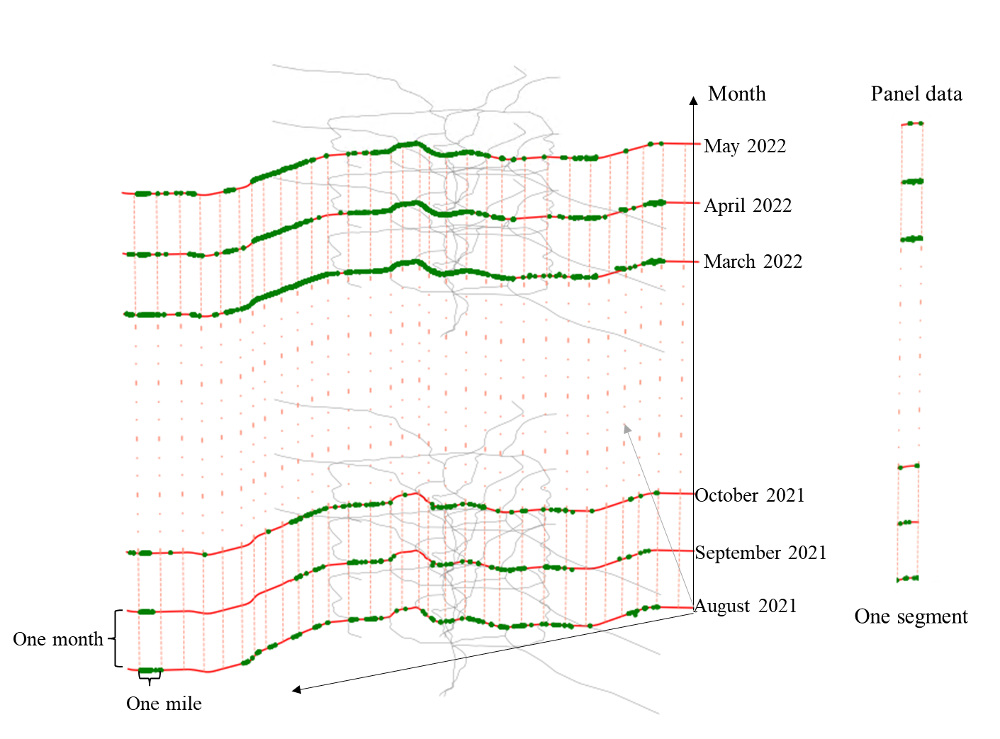 Month
Panel data
May 2022
April 2022
March 2022
October 2021
September 2021
August 2021
One segment
One month
One mile